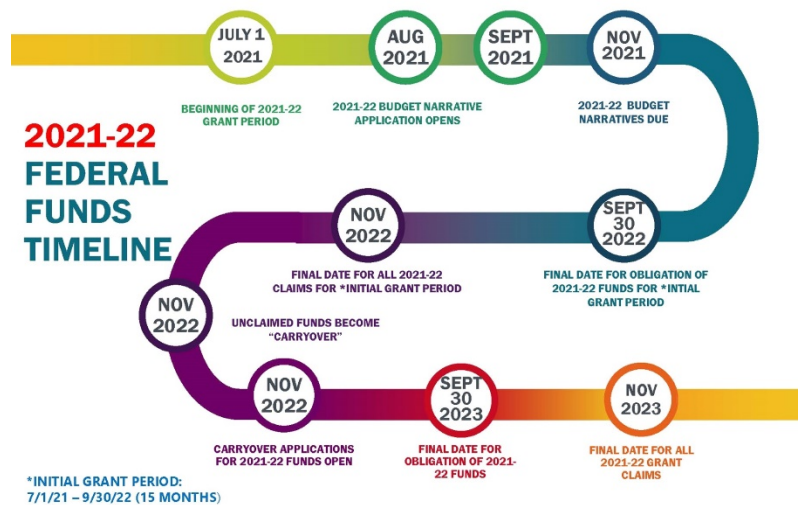 JULY 1
2021
AUG
2021
SEPT
2021
NOV
2021
BEGINNING OF 2021-22
GRANT PERIOD
2021-22 BUDGET NARRATIVE
APPLICATION OPENS
2021-22 BUDGET
NARRATIVES DUE
2021-22
FEDERAL
FUNDS
TIMELINE
NOV
2022
SEPT
30
2022
FINAL DATE FOR ALL 2021-22
CLAIMS FOR *INITIAL GRANT PERIOD
FINAL DATE FOR OBLIGATION OF
2021-22 FUNDS FOR *INTIAL
GRANT PERIOD
NOV
2022
UNCLAIMED FUNDS BECOME
“CARRYOVER”
NOV
2022
SEPT
30
2023
NOV
2023
CARRYOVER APPLICATIONS
FOR 2021-22 FUNDS OPEN
FINAL DATE FOR
OBLIGATION OF 2021-
22 FUNDS
FINAL DATE FOR ALL
2021-22 GRANT
CLAIMS
*INITIAL GRANT PERIOD:
7/1/21 – 9/30/22 (15 MONTHS)